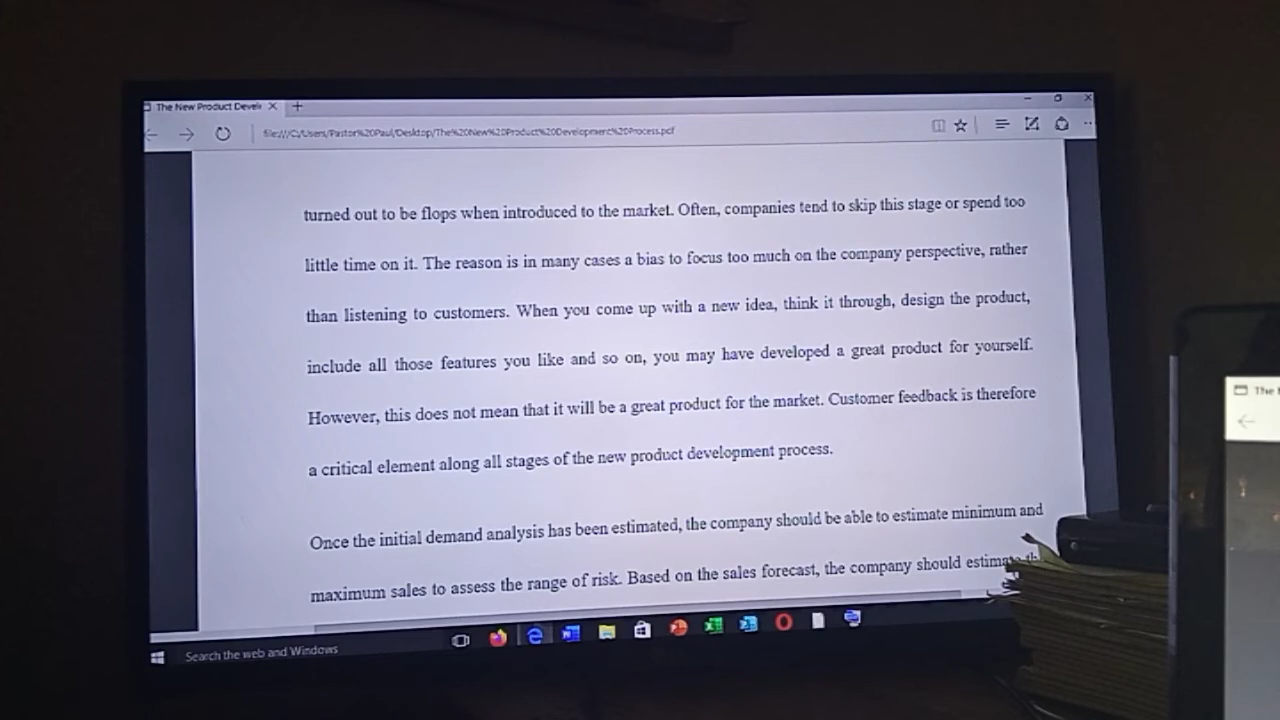 The New Product Devel
file:///C:/Users/Pastor%20Paul/Desktop/The%20New%20Product%20Development%20Process.pdf
turned out to be flops when introduced to the market. Often, companies tend to skip this stage or spend too
little time on it. The reason is in many cases a bias to focus too much on the company perspective, rather
than listening to customers. When you come up with a new idea, think it through, design the product,
include all those features you like and so on, you may have developed a great product for yourself.
However, this does not mean that it will be a great product for the market. Customer feedback is therefore
a critical element along all stages of the new product development process.
Once the initial demand analysis has been estimated, the company should be able to estimate minimum and
maximum sales to assess the range of risk. Based on the sales forecast, the company should estimate th
Search the web and Windows
The